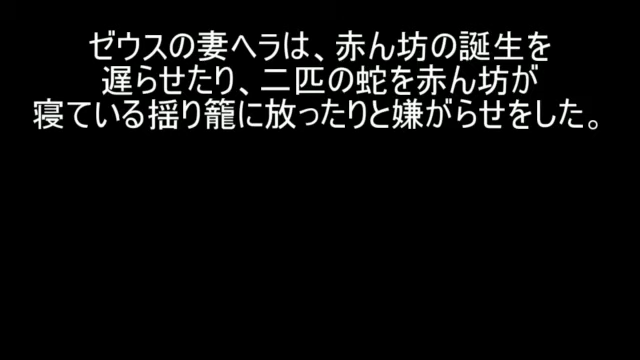 ゼウスの妻ヘラは、赤ん坊の誕生を
遅らせたり、二匹の蛇を赤ん坊が
寝ている揺り籠に放ったりと嫌がらせをした。